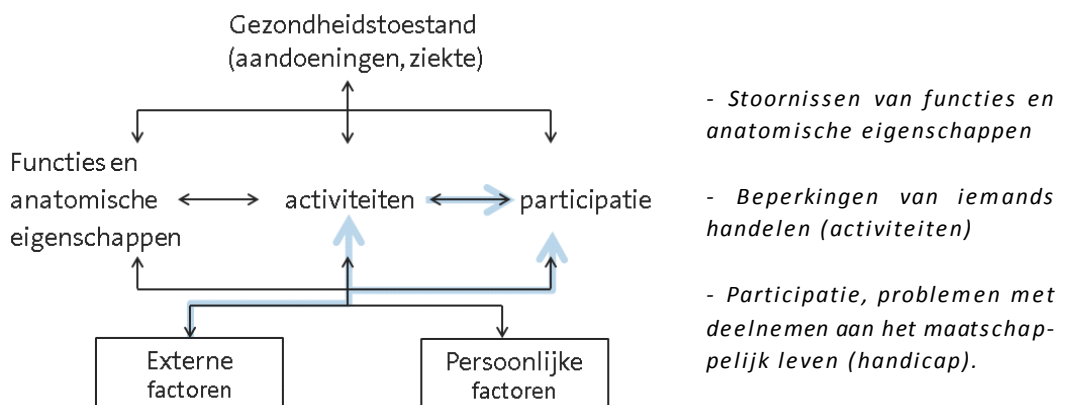 Gezondheidstoestand
(aandoeningen, ziekte)
Functies en
anatomische
eigenschappen
activiteiten
participatie
Externe
factoren
Persoonlijke
factoren
- Stoornissen van functies en
anatomische eigenschappen
- Beperkingen van iemands
handelen (activiteiten)
- Participatie, problemen met
deelnemen aan het maatschap-
pelijk leven (handicap).